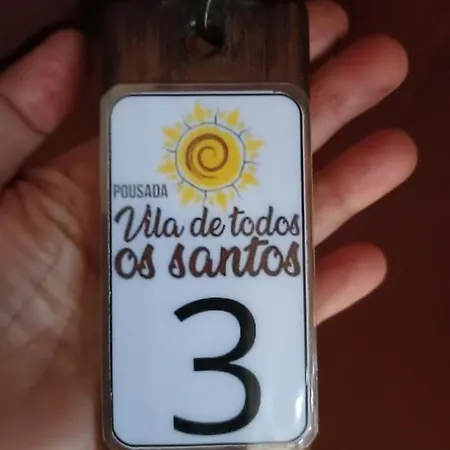 POUSADA
Vila de todos
os santos
3